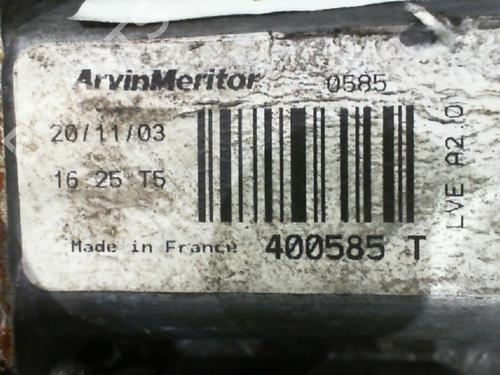 ArvinMeritor 0585
20/11/03
16 25 T5
Made in France 400585 T
LVE A2.0